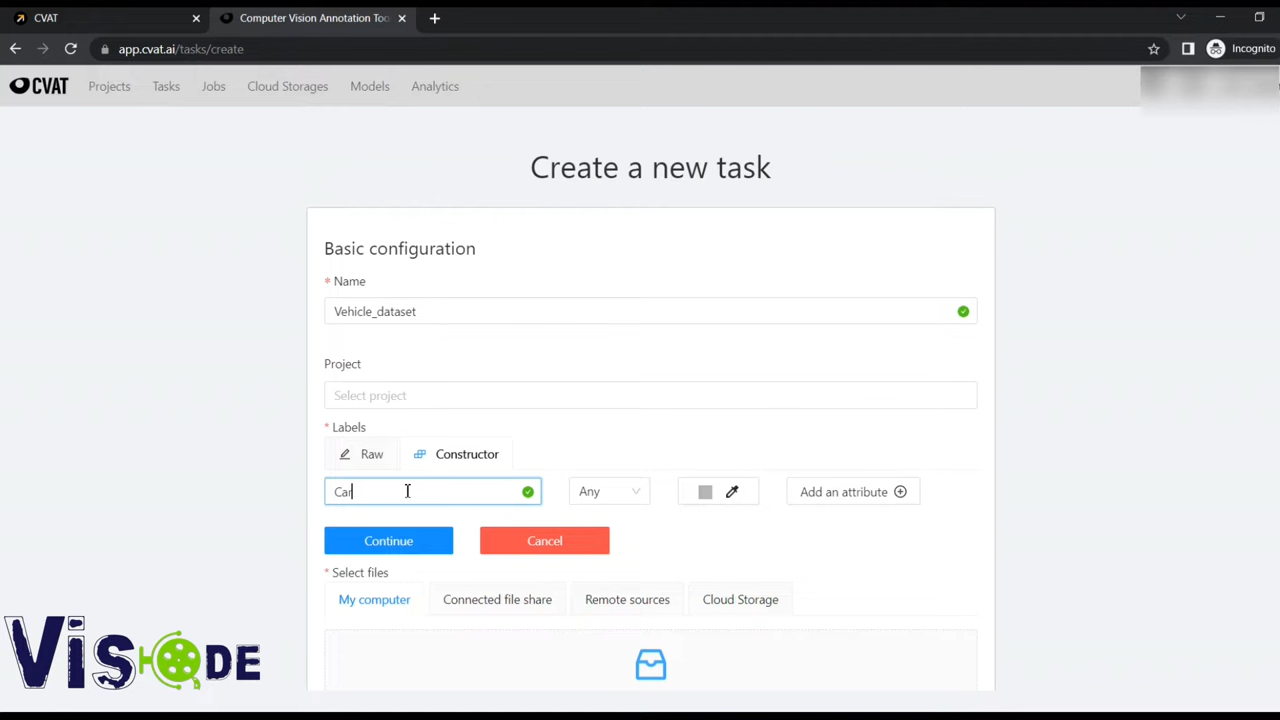 CVAT
Computer Vision Annotation Too
app.cvat.ai/tasks/create
Incognito
CVAT Projects Tasks Jobs Cloud Storages Models Analytics
Create a new task
Basic configuration
* Name
Vehicle_dataset
Project
Select project
* Labels
Raw Constructor
Car Any Add an attribute
Continue Cancel
* Select files
My computer Connected file share Remote sources Cloud Storage
VisCODE